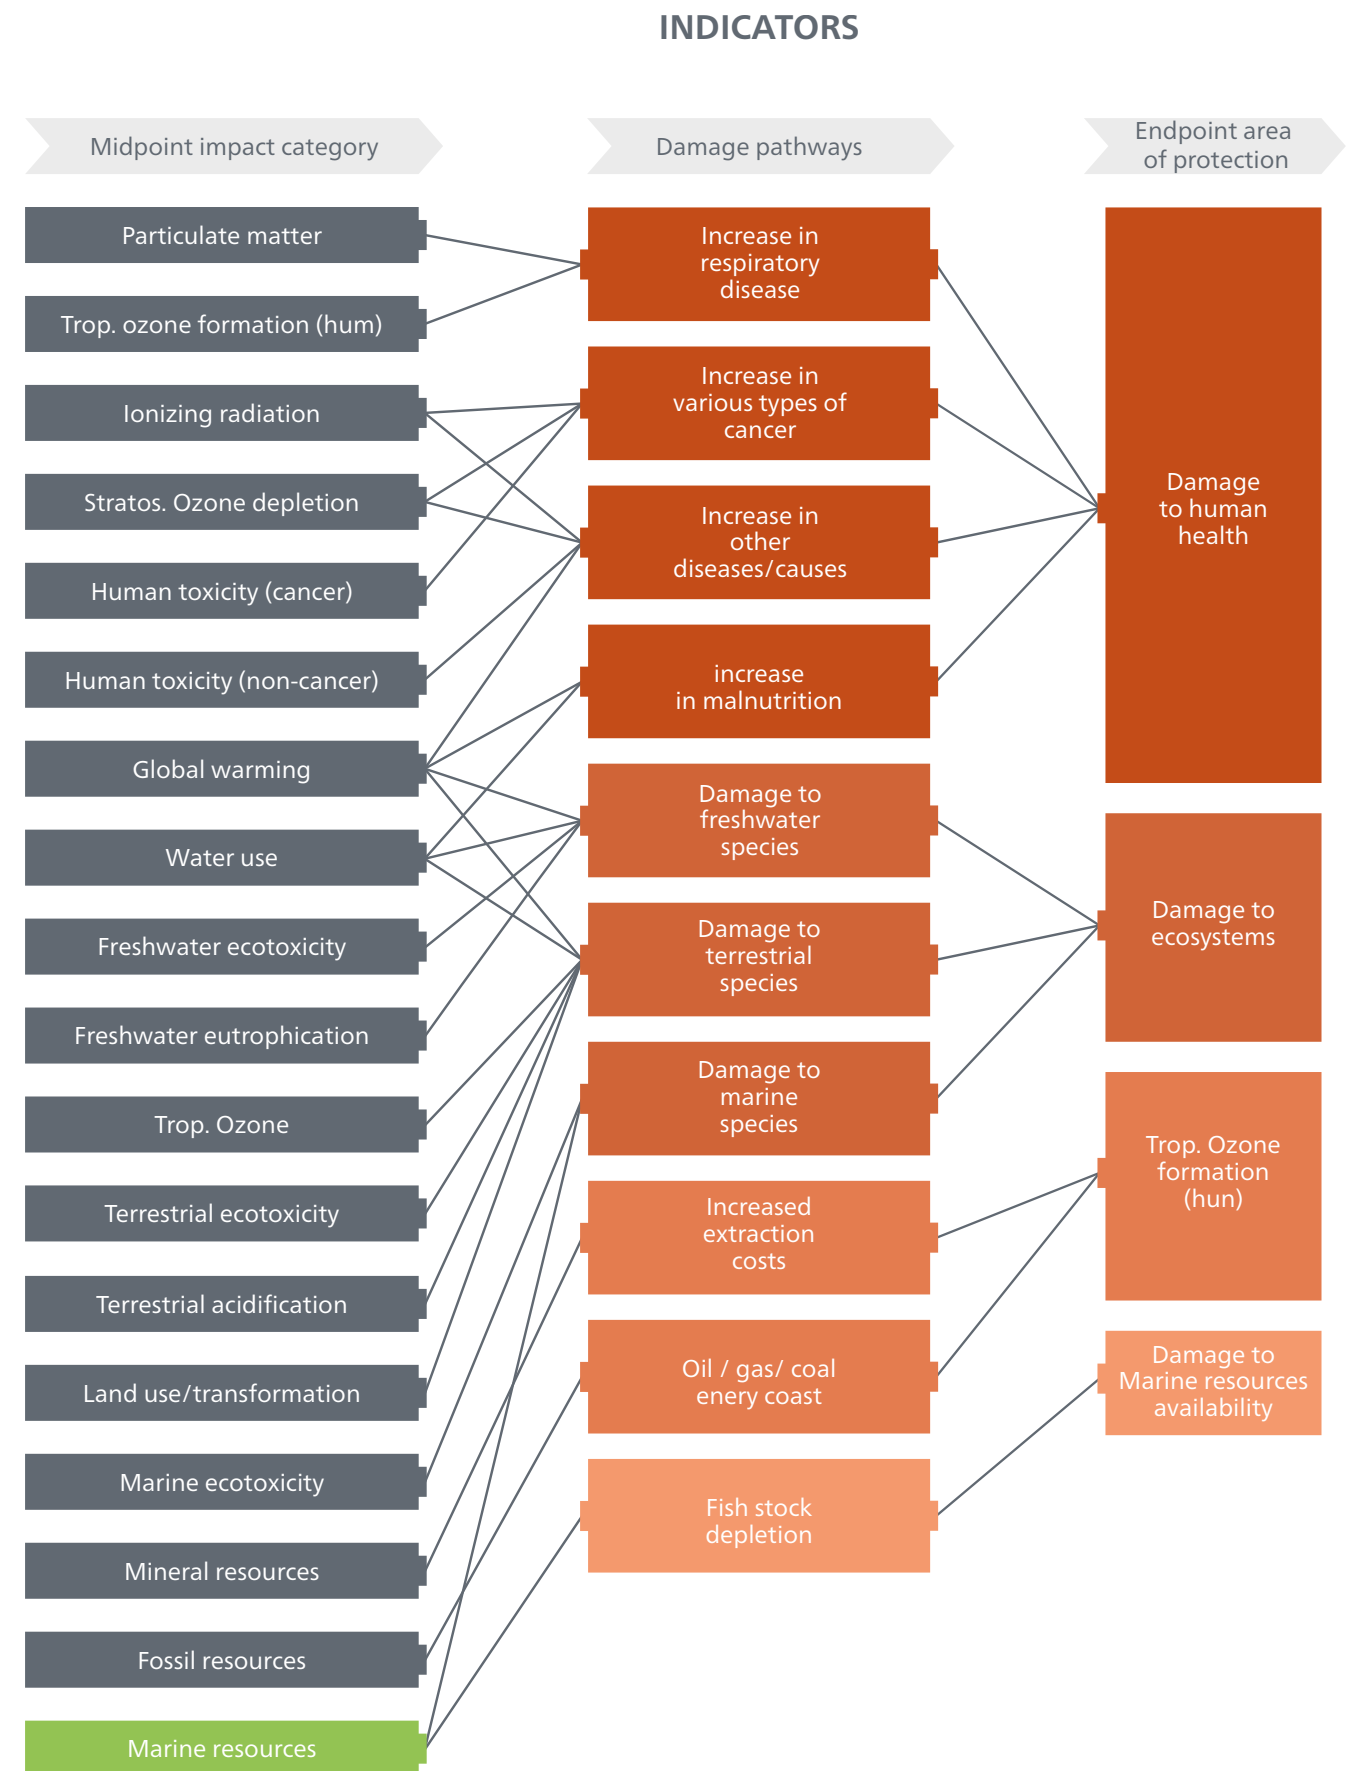 INDICATORS
Midpoint impact category
Damage pathways
Endpoint area
of protection
Particulate matter
Trop. ozone formation (hum)
Ionizing radiation
Stratos. Ozone depletion
Human toxicity (cancer)
Human toxicity (non-cancer)
Global warming
Water use
Freshwater ecotoxicity
Freshwater eutrophication
Trop. Ozone
Terrestrial ecotoxicity
Terrestrial acidification
Land use/transformation
Marine ecotoxicity
Mineral resources
Fossil resources
Marine resources
Increase in
respiratory
disease
Increase in
various types of
cancer
Increase in
other
diseases/causes
increase
in malnutrition
Damage to
freshwater
species
Damage to
terrestrial
species
Damage to
marine
species
Increased
extraction
costs
Oil / gas/ coal
enery coast
Fish stock
depletion
Damage
to human
health
Damage to
ecosystems
Trop. Ozone
formation
(hun)
Damage to
Marine resources
availability